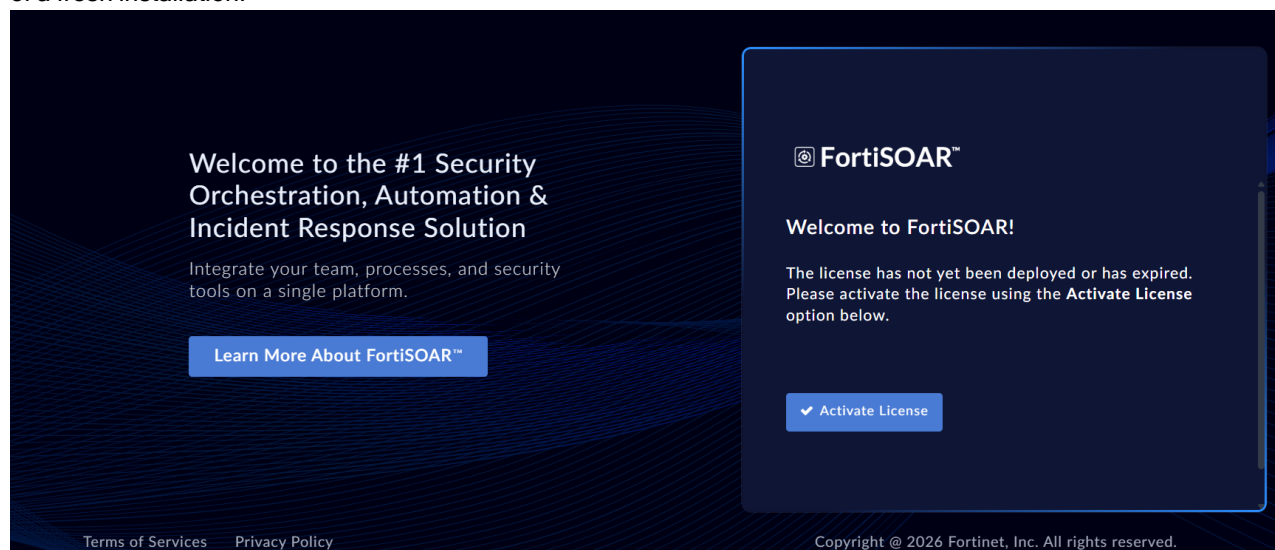 of a fresh installation.
Welcome to the #1 Security
Orchestration, Automation &
Incident Response Solution
Integrate your team, processes, and security
tools on a single platform.
Learn More About FortiSOAR™
FortiSOAR™
Welcome to FortiSOAR!
The license has not yet been deployed or has expired.
Please activate the license using the Activate License
option below.
Activate License
Terms of Services Privacy Policy
Copyright @ 2026 Fortinet, Inc. All rights reserved.